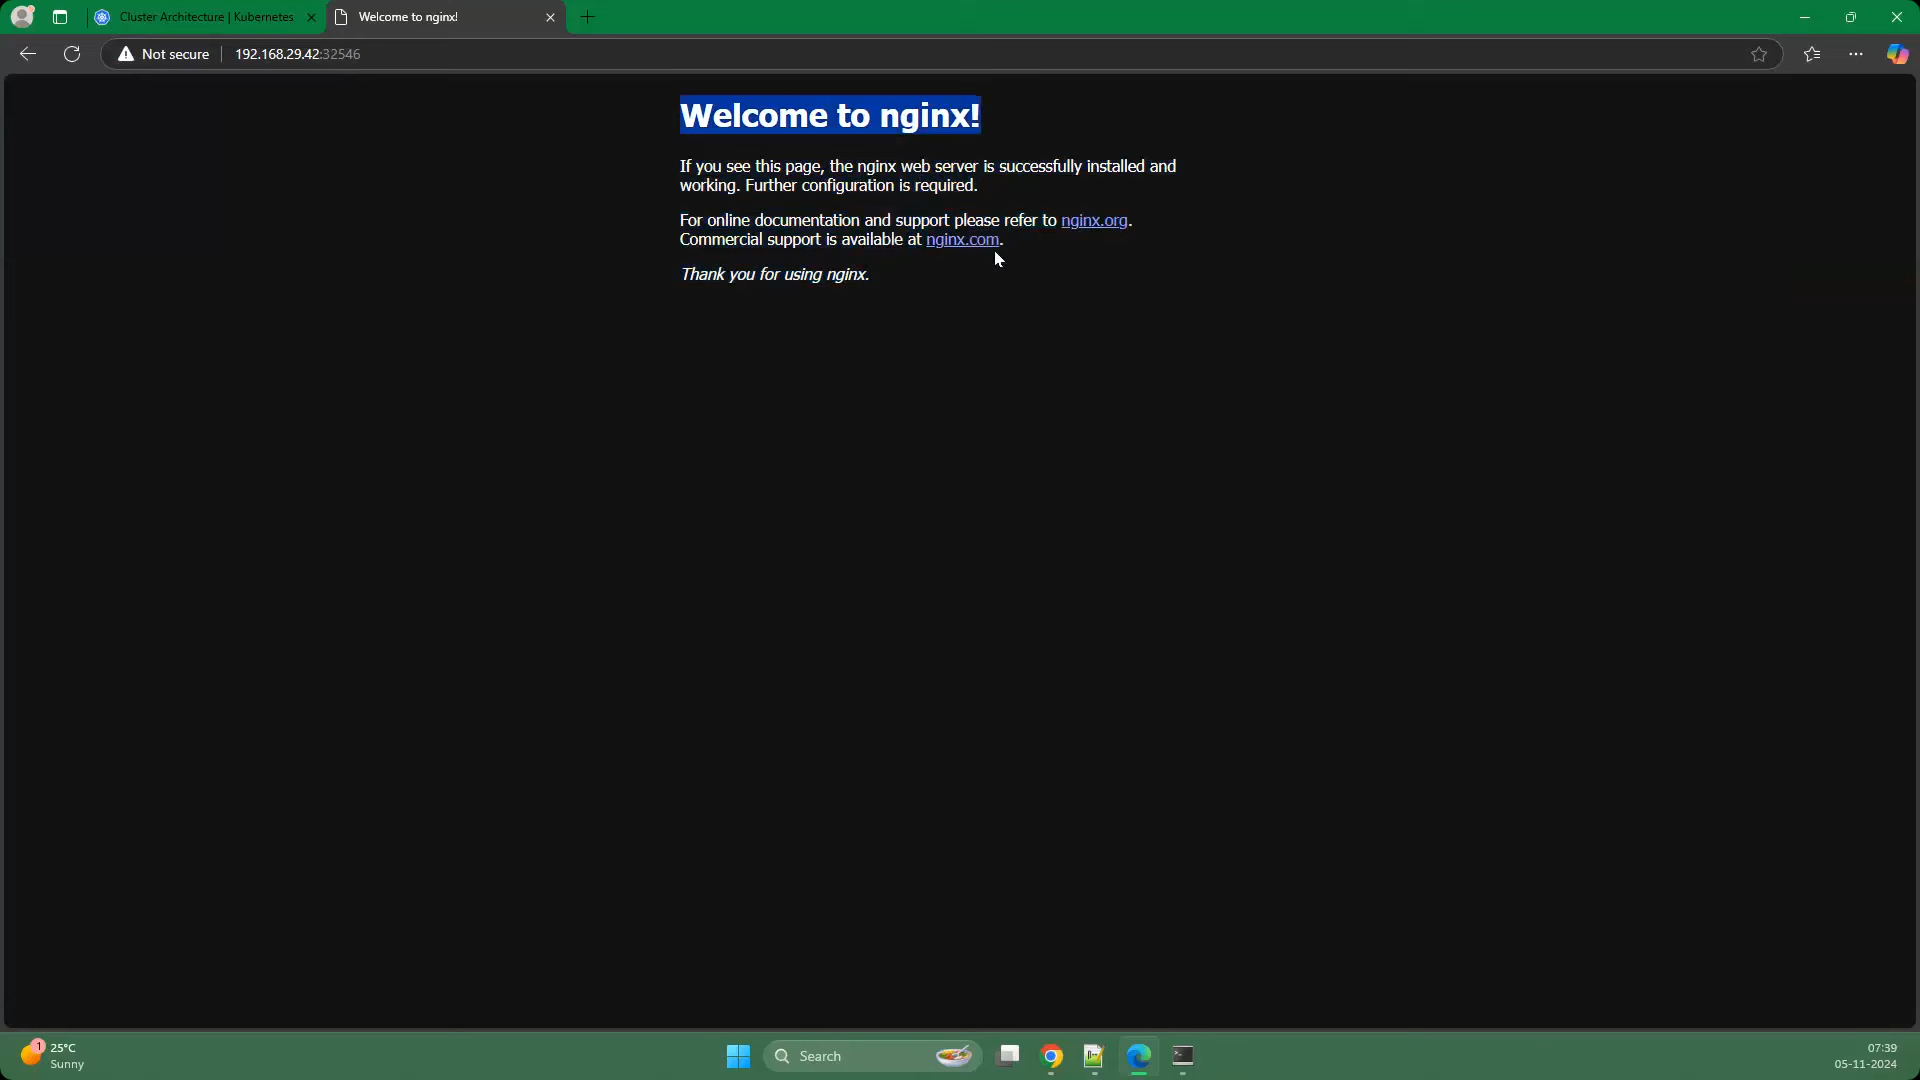 Cluster Architecture | Kubernetes
Welcome to nginx!
Not secure
192.168.29.42:32546
Welcome to nginx!
If you see this page, the nginx web server is successfully installed and
working. Further configuration is required.
For online documentation and support please refer to nginx.org.
Commercial support is available at nginx.com.
Thank you for using nginx.
1
25°C
Sunny
Search
07:39
05-11-2024